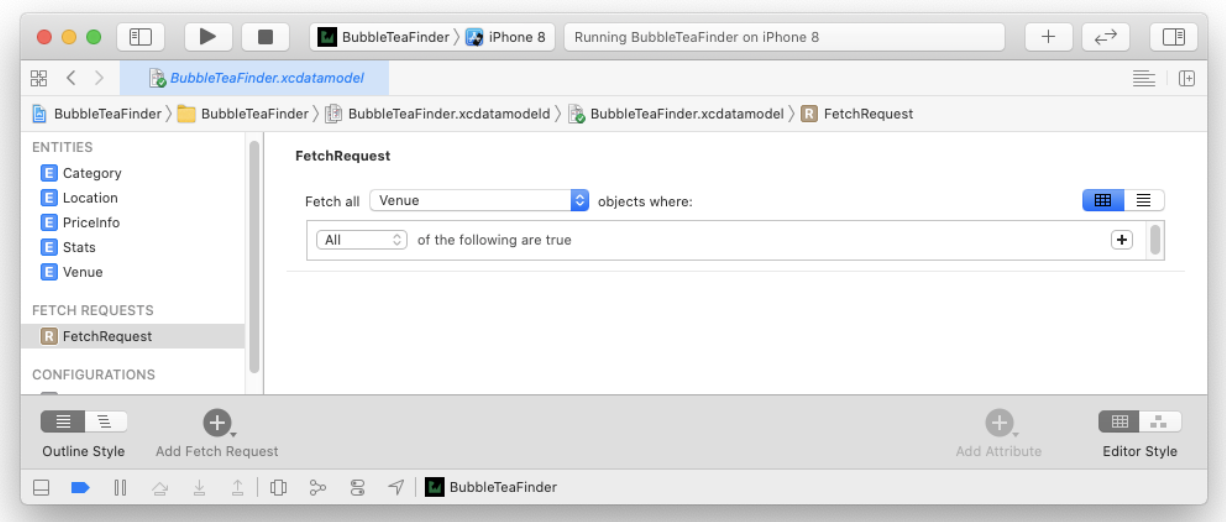 BubbleTeaFinder iPhone 8 Running BubbleTeaFinder on iPhone 8
BubbleTeaFinder.xcdatamodel
BubbleTeaFinder BubbleTeaFinder BubbleTeaFinder.xcdatamodeld BubbleTeaFinder.xcdatamodel R FetchRequest
ENTITIES
E Category
E Location
E PriceInfo
E Stats
E Venue
FETCH REQUESTS
R FetchRequest
CONFIGURATIONS
FetchRequest
Fetch all Venue objects where:
All of the following are true
Outline Style Add Fetch Request Add Attribute Editor Style
BubbleTeaFinder